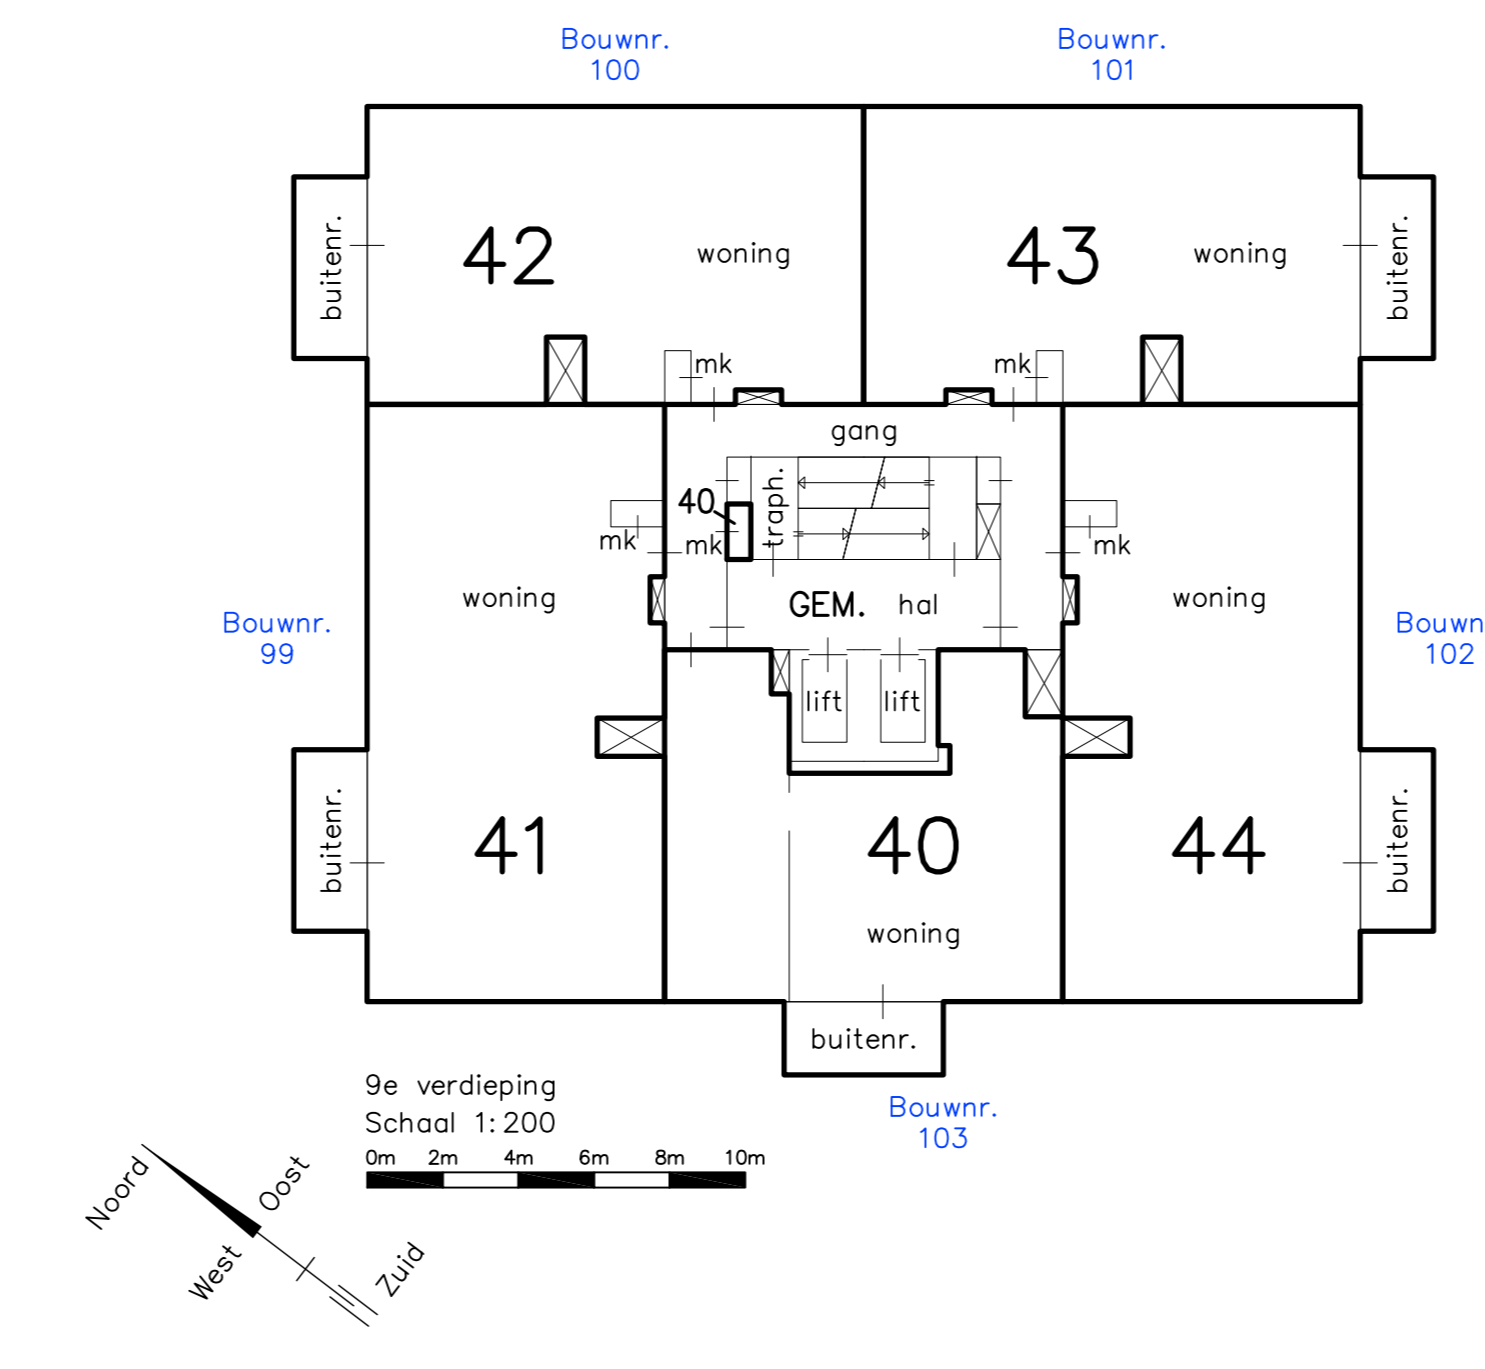 Bouwnr.
100
Bouwnr.
101
buitenr.
42
woning
43
woning
buitenr.
mk
mk
gang
40
mk
traph.
mk
mk
woning
GEM.
hal
woning
Bouwnr.
99
Bouwn
102
lift
lift
buitenr.
41
40
44
buitenr.
woning
buitenr.
9e verdieping
Schaal 1:200
0m 2m 4m 6m 8m 10m
Bouwnr.
103
Noord
Oost
West
Zuid